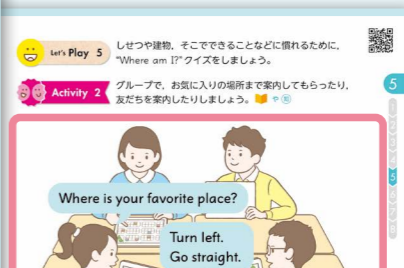 Let's Play 5
しせつや建物，そこでできることなどに慣れるために，
"Where am I?"クイズをしましょう。
Activity 2
グループで，お気に入りの場所まで案内してもらったり，
友だちを案内したりしましょう。
や
5
5
Where is your favorite place?
Turn left.
Go straight.